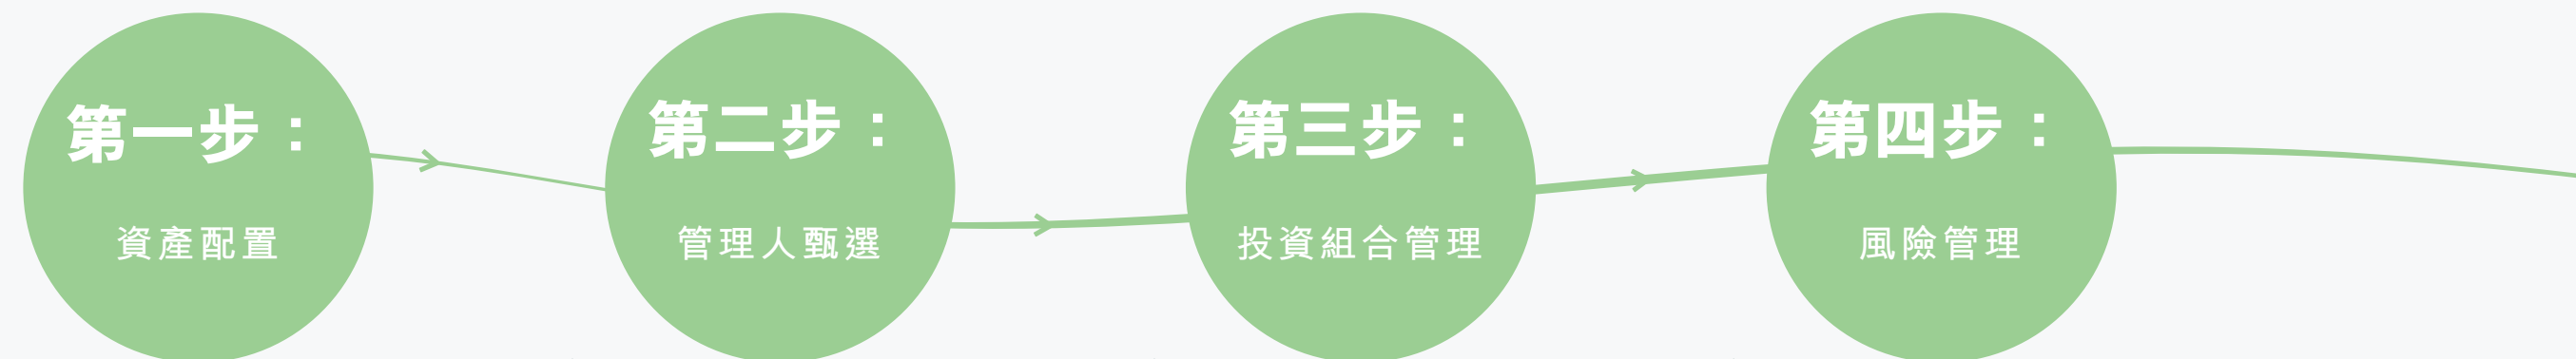 第一步：
資產配置
第二步：
管理人甄選
第三步：
投資組合管理
第四步：
風險管理